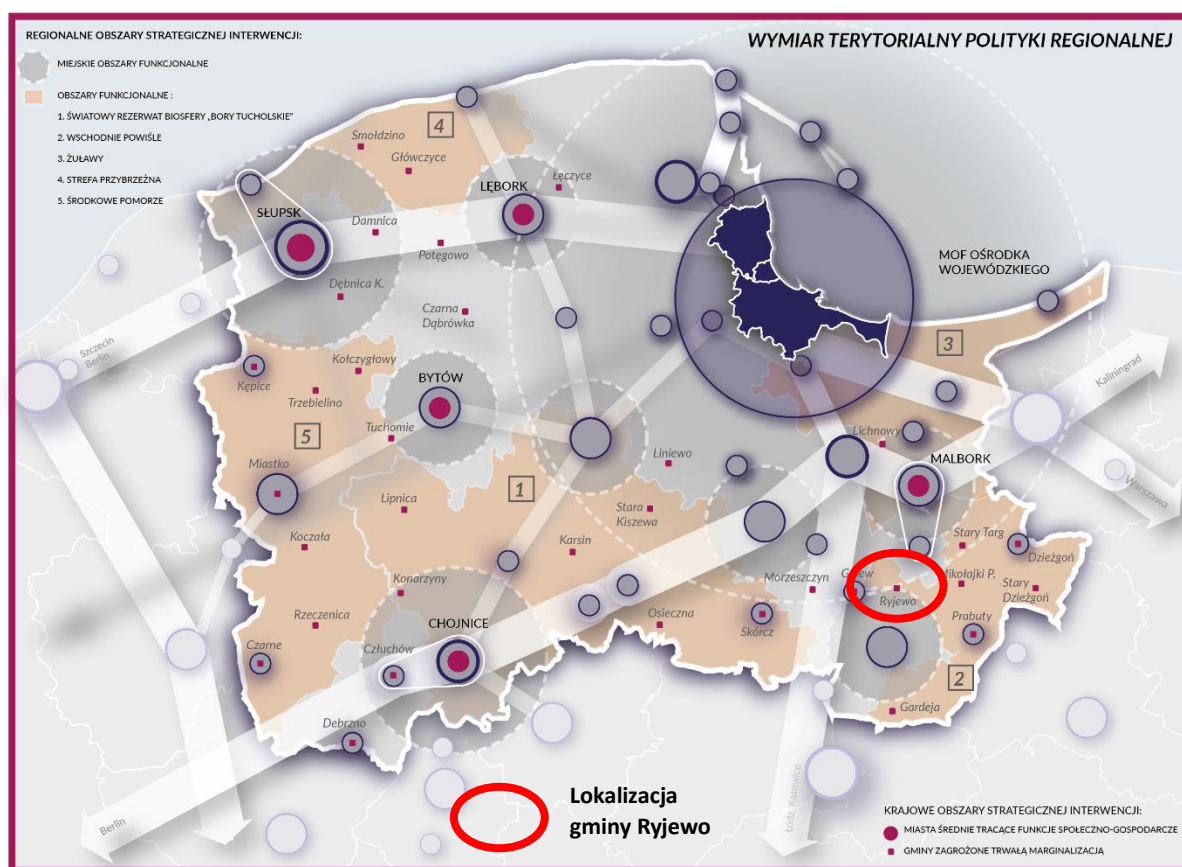 REGIONALNE OBSZARY STRATEGICZNEJ INTERWENCJI:
MIEJSKIE OBSZARY FUNKCJONALNE
OBSZARY FUNKCJONALNE :
1. ŚWIATOWY REZERWAT BIOSFERY „BORY TUCHOLSKIE"
2. WSCHODNIE POWIŚLE
3. ŻUŁAWY
4. STREFA PRZYBRZEŻNA
5. ŚRODKOWE POMORZE
WYMIAR TERYTORIALNY POLITYKI REGIONALNEJ
4
Smołdzino
Główczyce
LĘBORK
Łęczyce
SŁUPSK
Damnica
Potęgowo
MOF OŚRODKA
WOJEWÓDZKIEGO
Dębnica K.
Czarna
Dąbrówka
3
Szczecin
Berlin
Kaliningrad
Kołczygłowy
Kępice
Trzebielino
BYTÓW
Tuchomie
5
Lichnowy
Liniewo
MALBORK
Warszawa
Miastko
1
Lipnica
Stara
Kiszewa
Koczała
Karsin
Stary Targ
Dzierzgoń
Konarzyny
Morzeszczyn
Gniew
Ryjewo
Mikołajki P.
Stary
Dzierzgoń
Rzeczenica
CHOJNICE
Osieczna
Skórcz
Prabuty
Czarne
Człuchów
2
Gardeja
Debrzno
Berlin
Łódź, Katowice
Lokalizacja
gminy Ryjewo
KRAJOWE OBSZARY STRATEGICZNEJ INTERWENCJI:
MIASTA ŚREDNIE TRACĄCE FUNKCJE SPOŁECZNO-GOSPODARCZE
GMINY ZAGROŻONE TRWAŁĄ MARGINALIZACJĄ